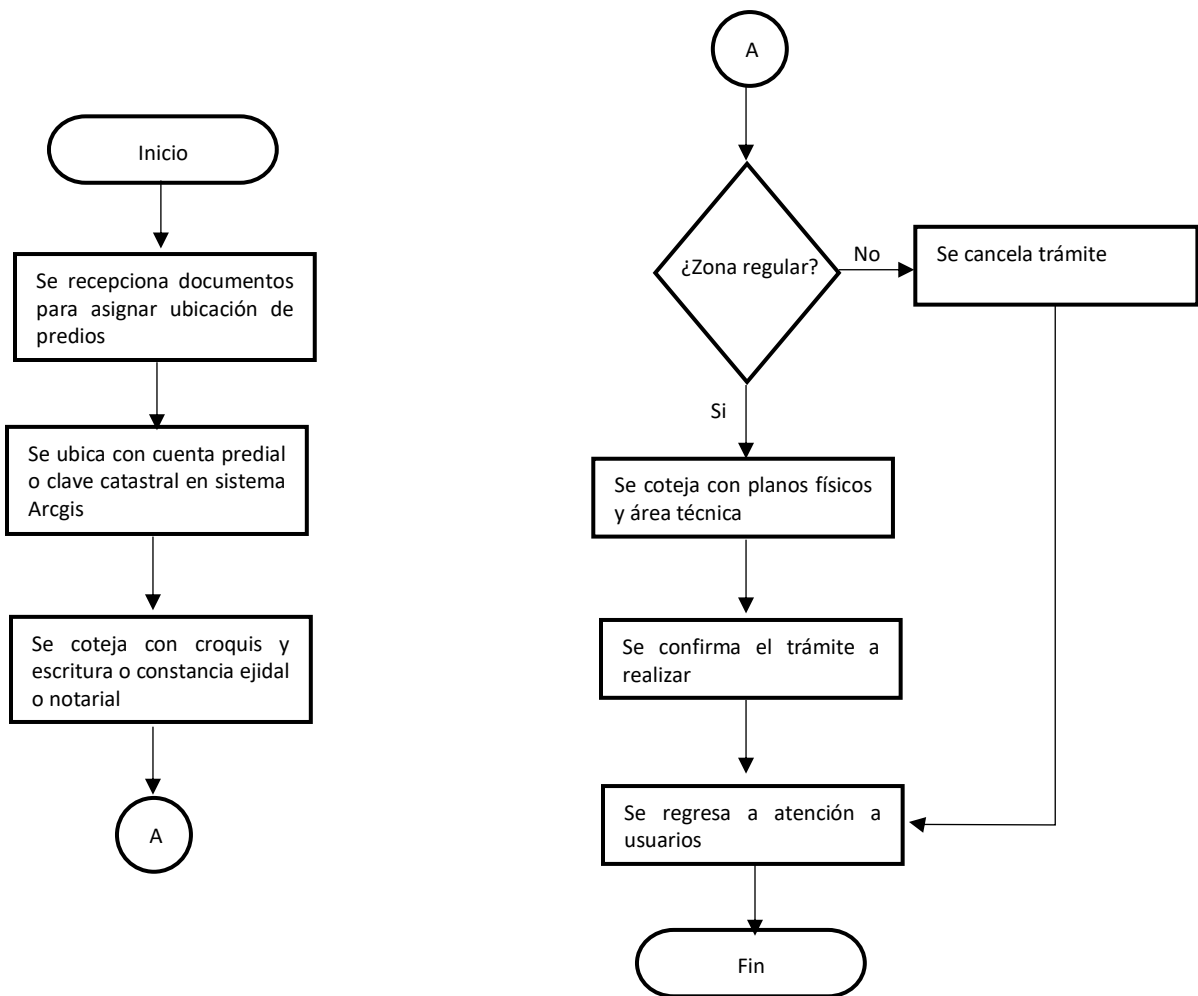 Inicio
Se recepciona documentos
para asignar ubicación de
predios
Se ubica con cuenta predial
o clave catastral en sistema
Arcgis
Se coteja con croquis y
escritura o constancia ejidal
o notarial
A
A
¿Zona regular?
No
Se cancela trámite
Si
Se coteja con planos físicos
y área técnica
Se confirma el trámite a
realizar
Se regresa a atención a
usuarios
Fin